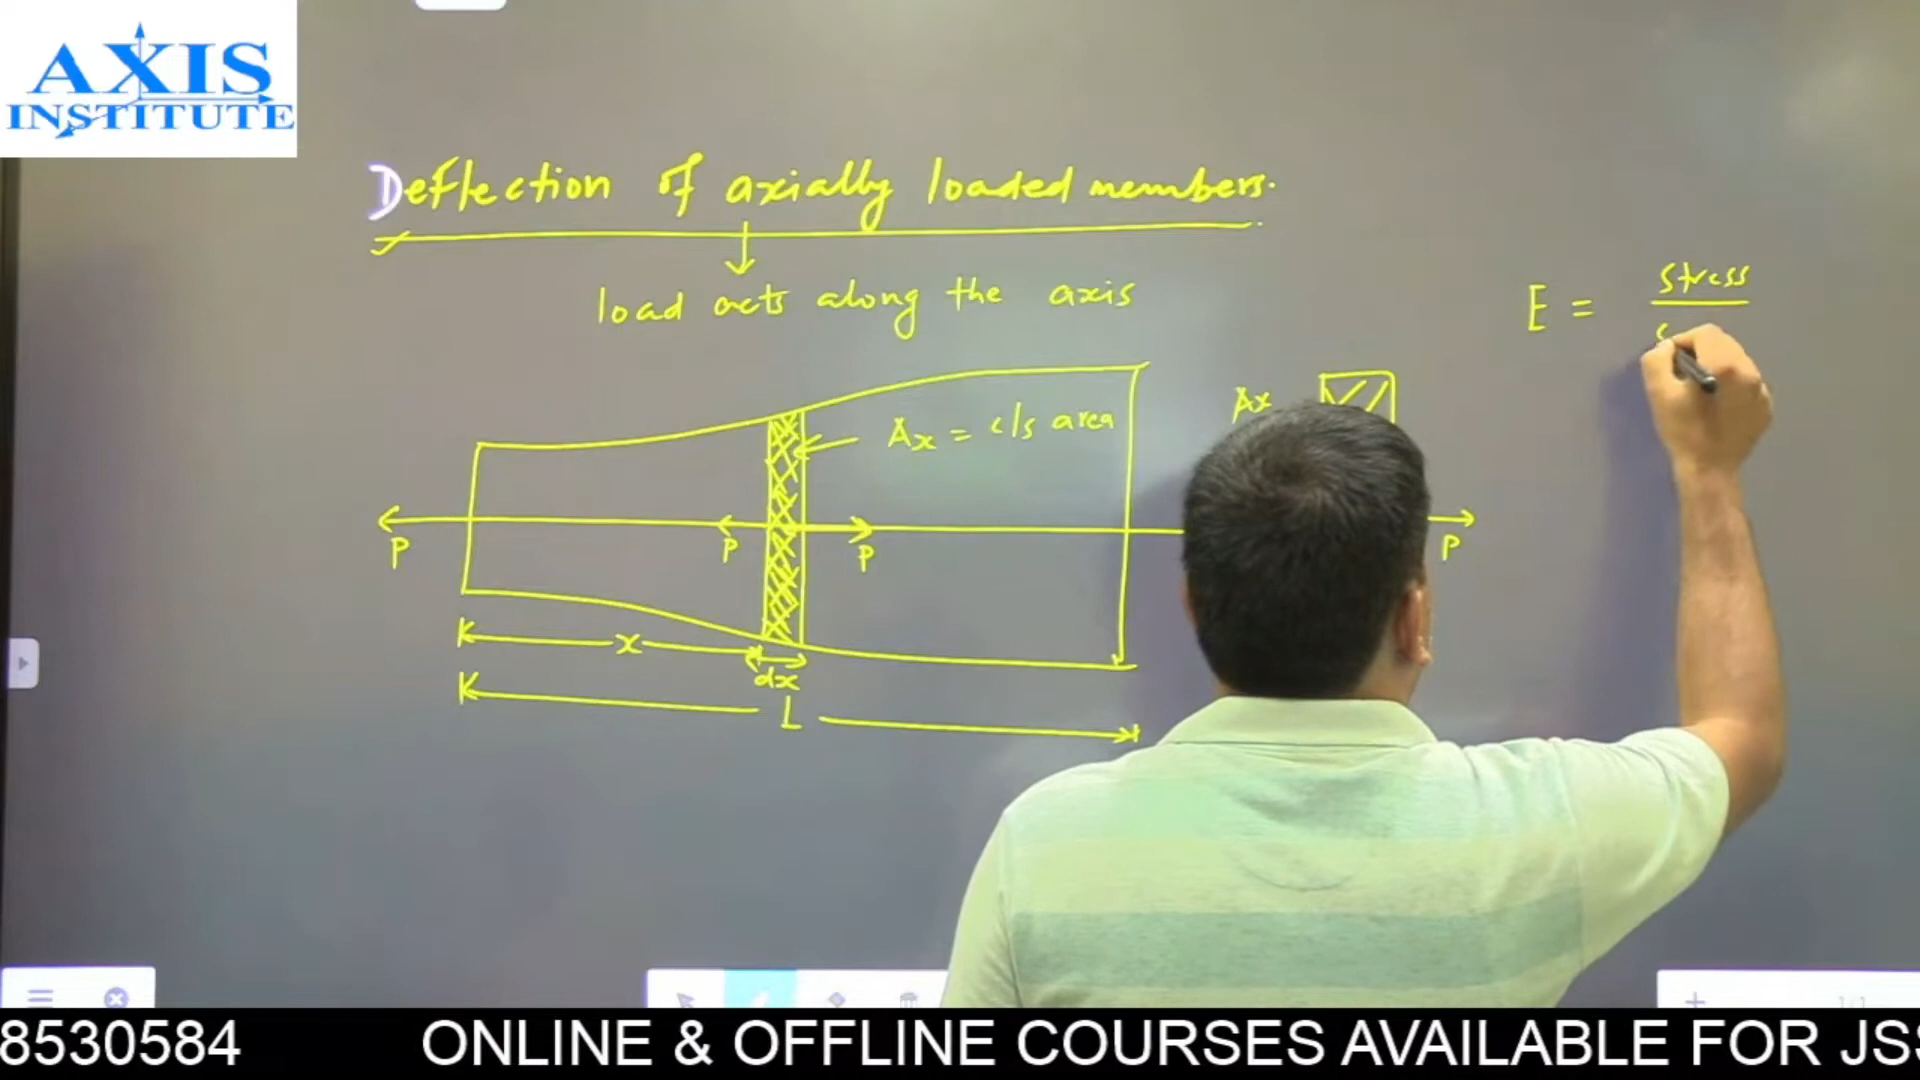 AXIS
INSTITUTE
Deflection of axially loaded members.
load acts along the axis
E = stress
Ax
Ax = c/s area
P
P
P
P
x
dx
L
8530584 ONLINE & OFFLINE COURSES AVAILABLE FOR JSS